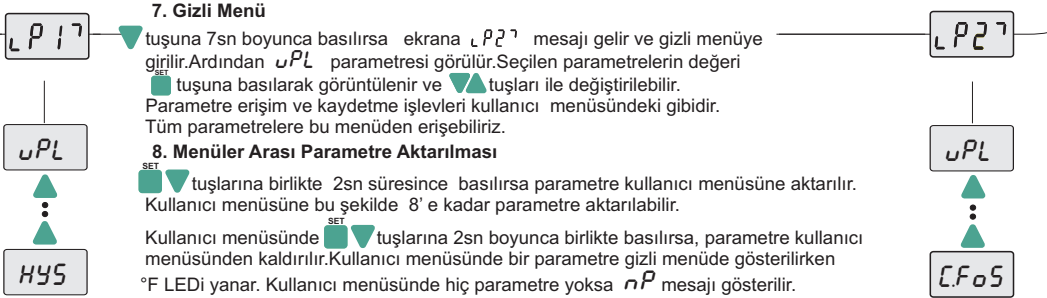 7. Gizli Menü
tuşuna 7sn boyunca basılırsa ekrana ˻P2˺ mesajı gelir ve gizli menüye
girilir.Ardından uPL parametresi görülür.Seçilen parametrelerin değeri
SET tuşuna basılarak görüntülenir ve tuşları ile değiştirilebilir.
Parametre erişim ve kaydetme işlevleri kullanıcı menüsündeki gibidir.
Tüm parametrelere bu menüden erişebiliriz.
8. Menüler Arası Parametre Aktarılması
SET tuşlarına birlikte 2sn süresince basılırsa parametre kullanıcı menüsüne aktarılır.
Kullanıcı menüsüne bu şekilde 8' e kadar parametre aktarılabilir.
Kullanıcı menüsünde SET tuşlarına 2sn boyunca birlikte basılırsa, parametre kullanıcı
menüsünden kaldırılır.Kullanıcı menüsünde bir parametre gizli menüde gösterilirken
°F LEDi yanar. Kullanıcı menüsünde hiç parametre yoksa nP mesajı gösterilir.
˻P1˺
uPL
HYS
˻P2˺
uPL
C.FoS